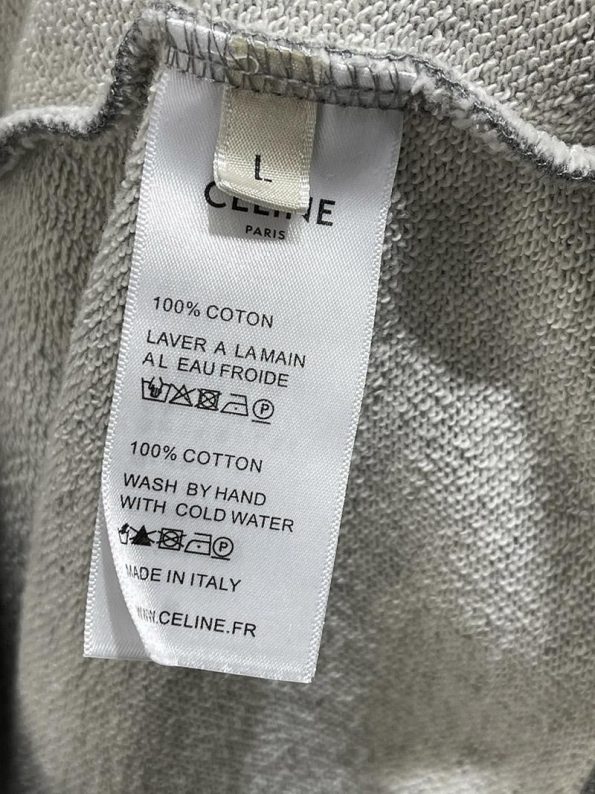 L
CELINE
PARIS
100% COTON
LAVER A LA MAIN
AL EAU FROIDE
P
100% COTTON
WASH BY HAND
WITH COLD WATER
P
MADE IN ITALY
WWW.CELINE.FR